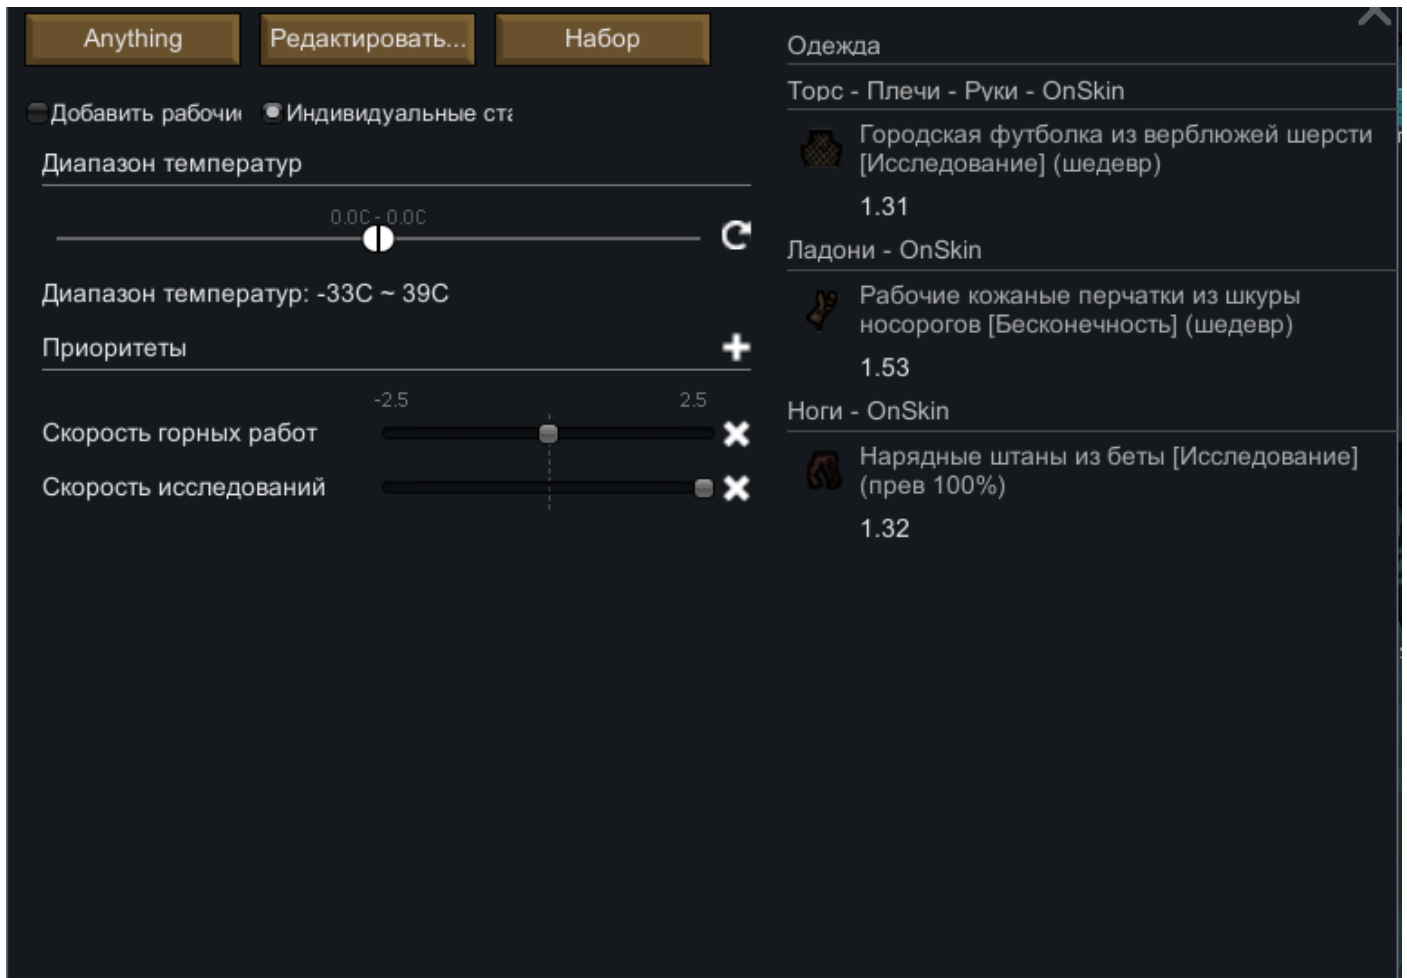 Anything
Редактировать...
Набор
Добавить рабочи
Индивидуальные ста
Диапазон температур
0.0C - 0.0C
Диапазон температур: -33C ~ 39C
Приоритеты
-2.5
2.5
Скорость горных работ
Скорость исследований
Одежда
Торс - Плечи - Руки - OnSkin
Городская футболка из верблюжей шерсти
[Исследование] (шедевр)
1.31
Ладони - OnSkin
Рабочие кожаные перчатки из шкуры
носорогов [Бесконечность] (шедевр)
1.53
Ноги - OnSkin
Нарядные штаны из беты [Исследование]
(прев 100%)
1.32